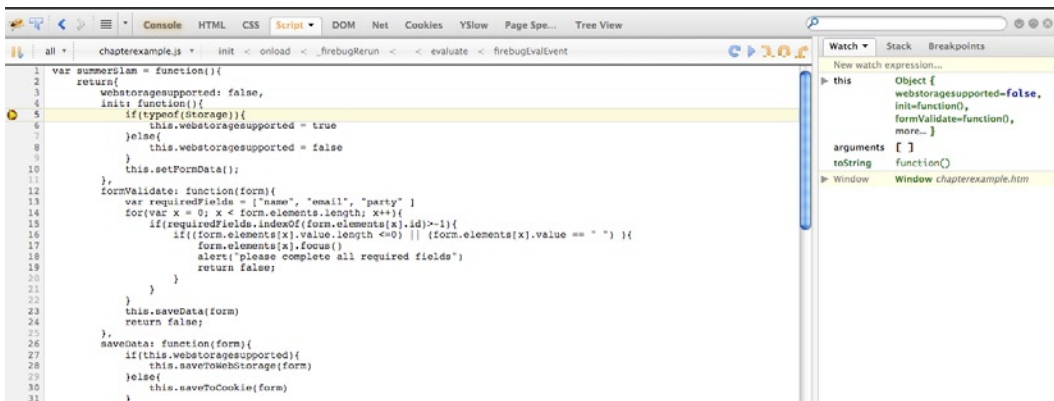 Console HTML CSS Script DOM Net Cookies YSlow Page Spe... Tree View
all chapterexample.js init < onload < _firebugRerun < < evaluate < firebugEvalEvent
1 var summerSlam = function(){
2 return{
3 webstoragesupported: false,
4 init: function(){
5 if(typeof(Storage)){
6 this.webstoragesupported = true
7 }else{
8 this.webstoragesupported = false
9 }
10 this.setFormData();
11 },
12 formValidate: function(form){
13 var requiredFields = ["name", "email", "party" ]
14 for(var x = 0; x < form.elements.length; x++){
15 if(requiredFields.indexOf(form.elements[x].id)>-1){
16 if((form.elements[x].value.length <=0) || (form.elements[x].value == " ") ){
17 form.elements[x].focus()
18 alert("please complete all required fields")
19 return false;
20 }
21 }
22 }
23 this.saveData(form)
24 return false;
25 },
26 saveData: function(form){
27 if(this.webstoragesupported){
28 this.saveToWebStorage(form)
29 }else{
30 this.saveToCookie(form)
31 }
Watch Stack Breakpoints
New watch expression...
this Object {
webstoragesupported=false,
init=function(),
formValidate=function(),
more... }
arguments [ ]
toString function()
Window Window chapterexample.htm